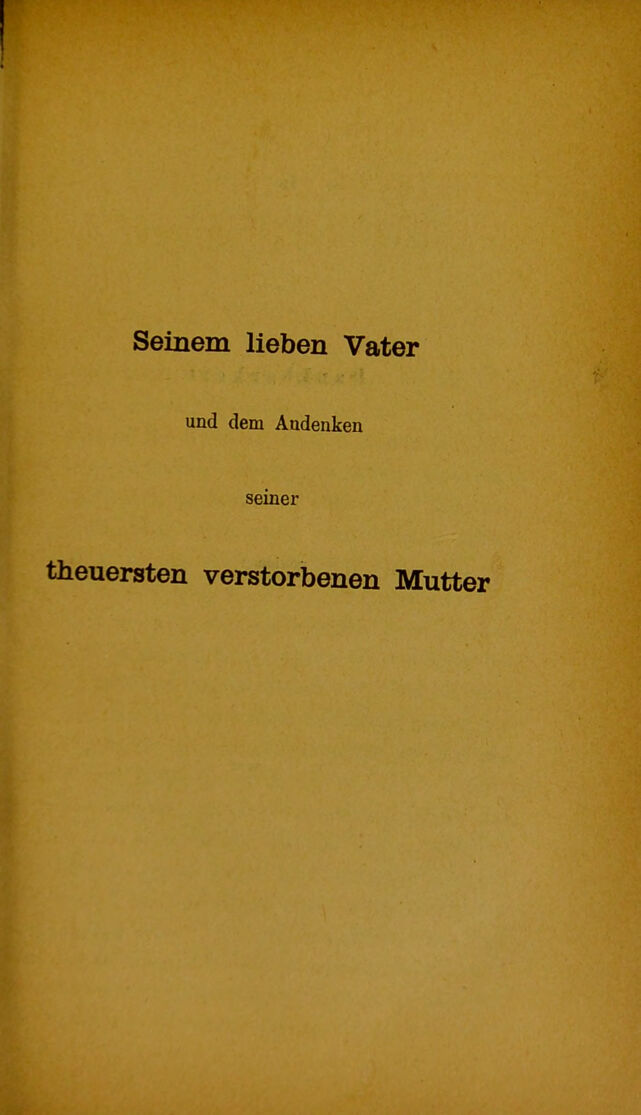 Seinem lieben Vater
und dem Andenken
seiner
theuersten verstorbenen Mutter